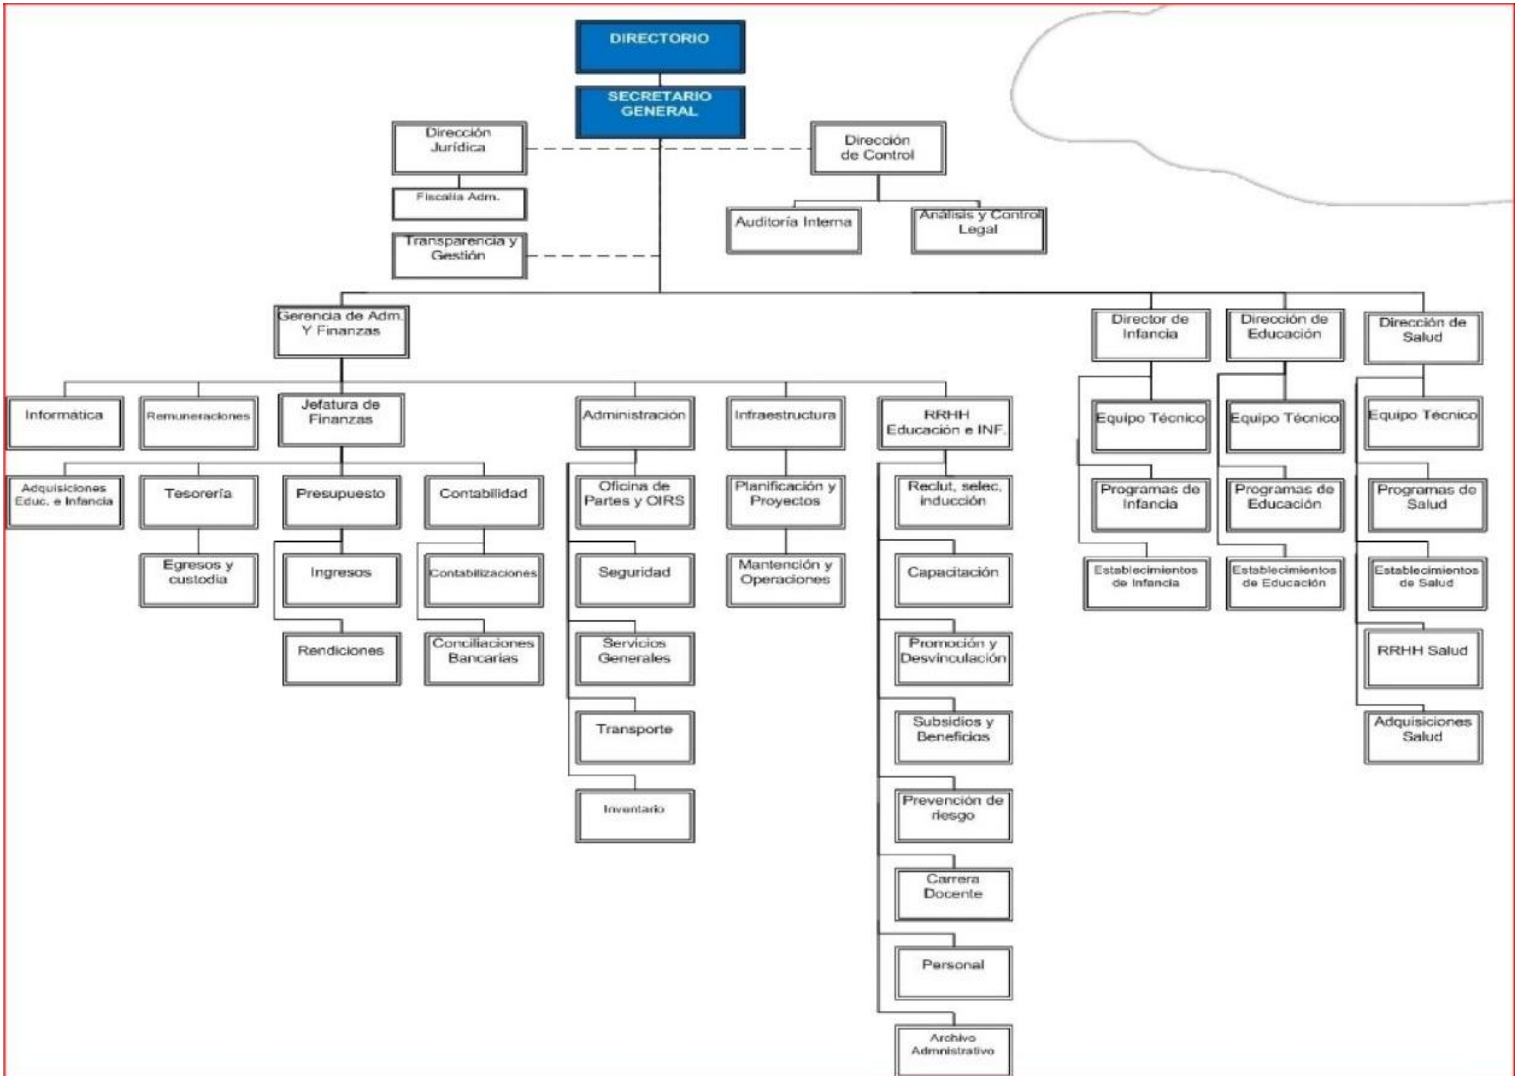 DIRECTORIO
SECRETARIO
GENERAL
Dirección
Jurídica
Dirección
de Control
Fiscalía Adm.
Auditoría Interna
Análisis y Control
Legal
Transparencia y
Gestión
Gerencia de Adm.
Y Finanzas
Director de
Infancia
Dirección de
Educación
Dirección de
Salud
Informática
Remuneraciones
Jefatura de
Finanzas
Administración
Infraestructura
RRHH
Educación e INF.
Equipo Técnico
Equipo Técnico
Equipo Técnico
Adquisiciones
Educ. e Infancia
Tesorería
Presupuesto
Contabilidad
Oficina de
Partes y OIRS
Planificación y
Proyectos
Reclut, selec,
inducción
Programas de
Infancia
Programas de
Educación
Programas de
Salud
Egresos y
custodia
Ingresos
Contabilizaciones
Seguridad
Mantención y
Operaciones
Capacitación
Establecimientos
de Infancia
Establecimientos
de Educación
Establecimientos
de Salud
Rendiciones
Conciliaciones
Bancarias
Servicios
Generales
Promoción y
Desvinculación
RRHH Salud
Transporte
Subsidios y
Beneficios
Adquisiciones
Salud
Inventario
Prevención de
riesgo
Carrera
Docente
Personal
Archivo
Admnistrativo